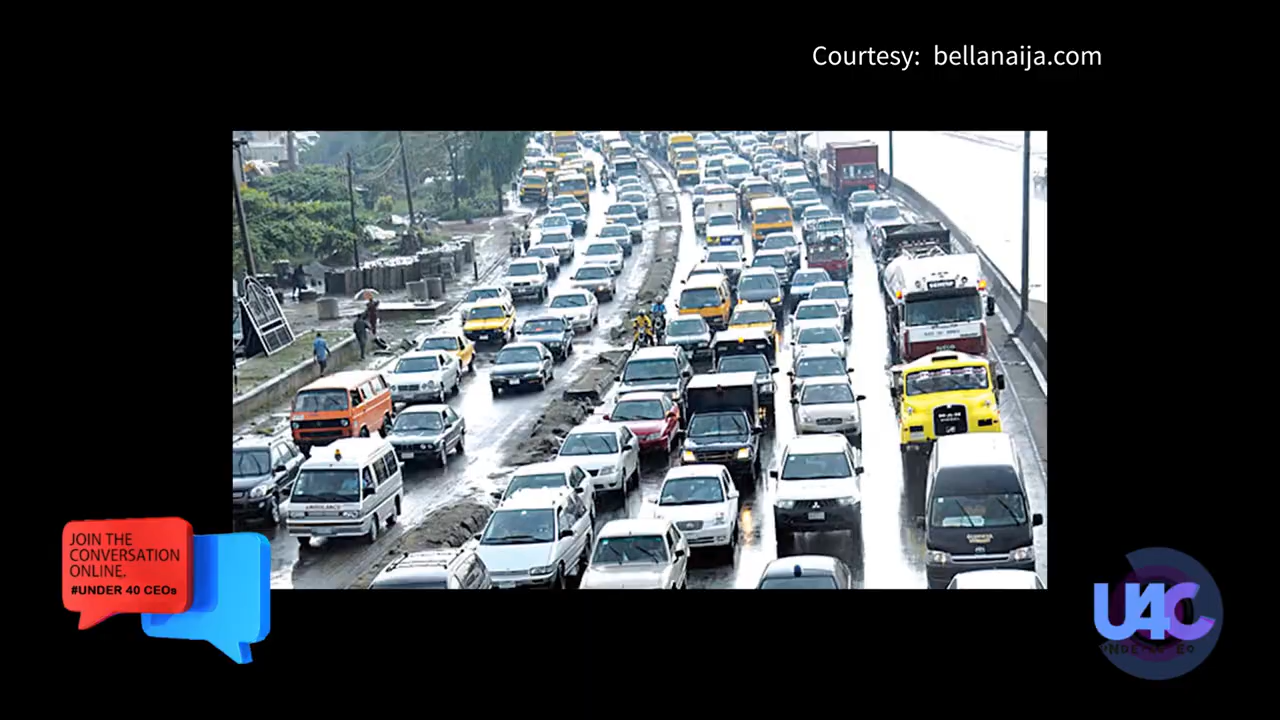 Courtesy: bellanaija.com
JOIN THE
CONVERSATION
ONLINE.
#UNDER 40 CEOs
U4C